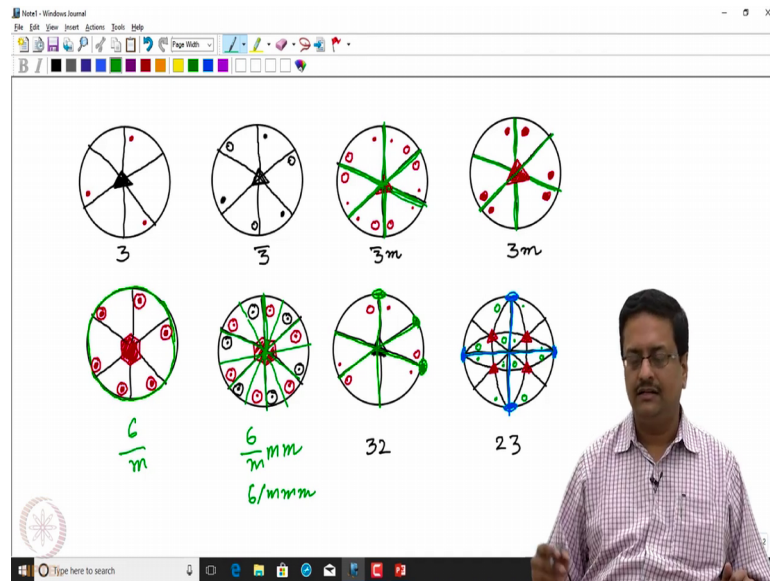 Note1 - Windows Journal
File Edit View Insert Actions Tools Help
Page Width
B I
3
3̅
3̅m
3m
6/m
6/m mm
6/mmm
32
23
Type here to search